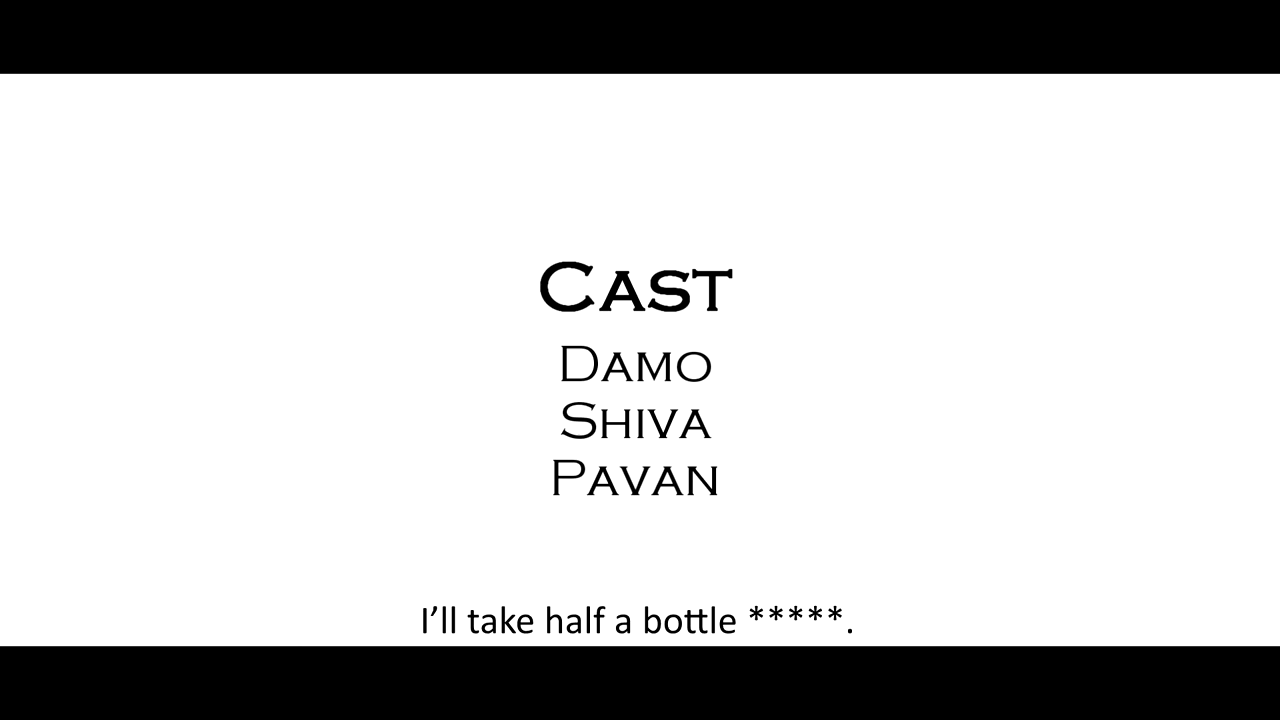 Cast
Damo
Shiva
Pavan
I’ll take half a bottle *****.